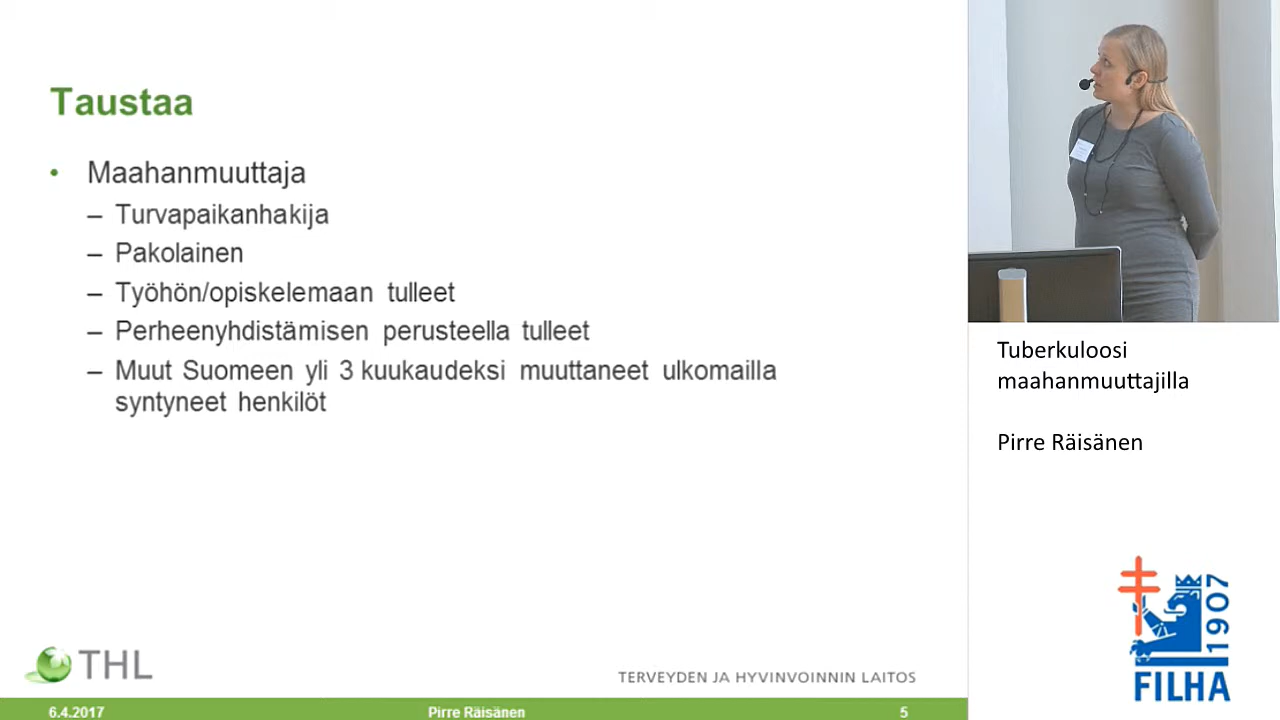 Taustaa
• Maahanmuuttaja
– Turvapaikanhakija
– Pakolainen
– Työhön/opiskelemaan tulleet
– Perheenyhdistämisen perusteella tulleet
– Muut Suomeen yli 3 kuukaudeksi muuttaneet ulkomailla
syntyneet henkilöt
THL
TERVEYDEN JA HYVINVOINNIN LAITOS
6.4.2017 Pirre Räisänen 5
Tuberkuloosi
maahanmuuttajilla
Pirre Räisänen
1907
FILHA